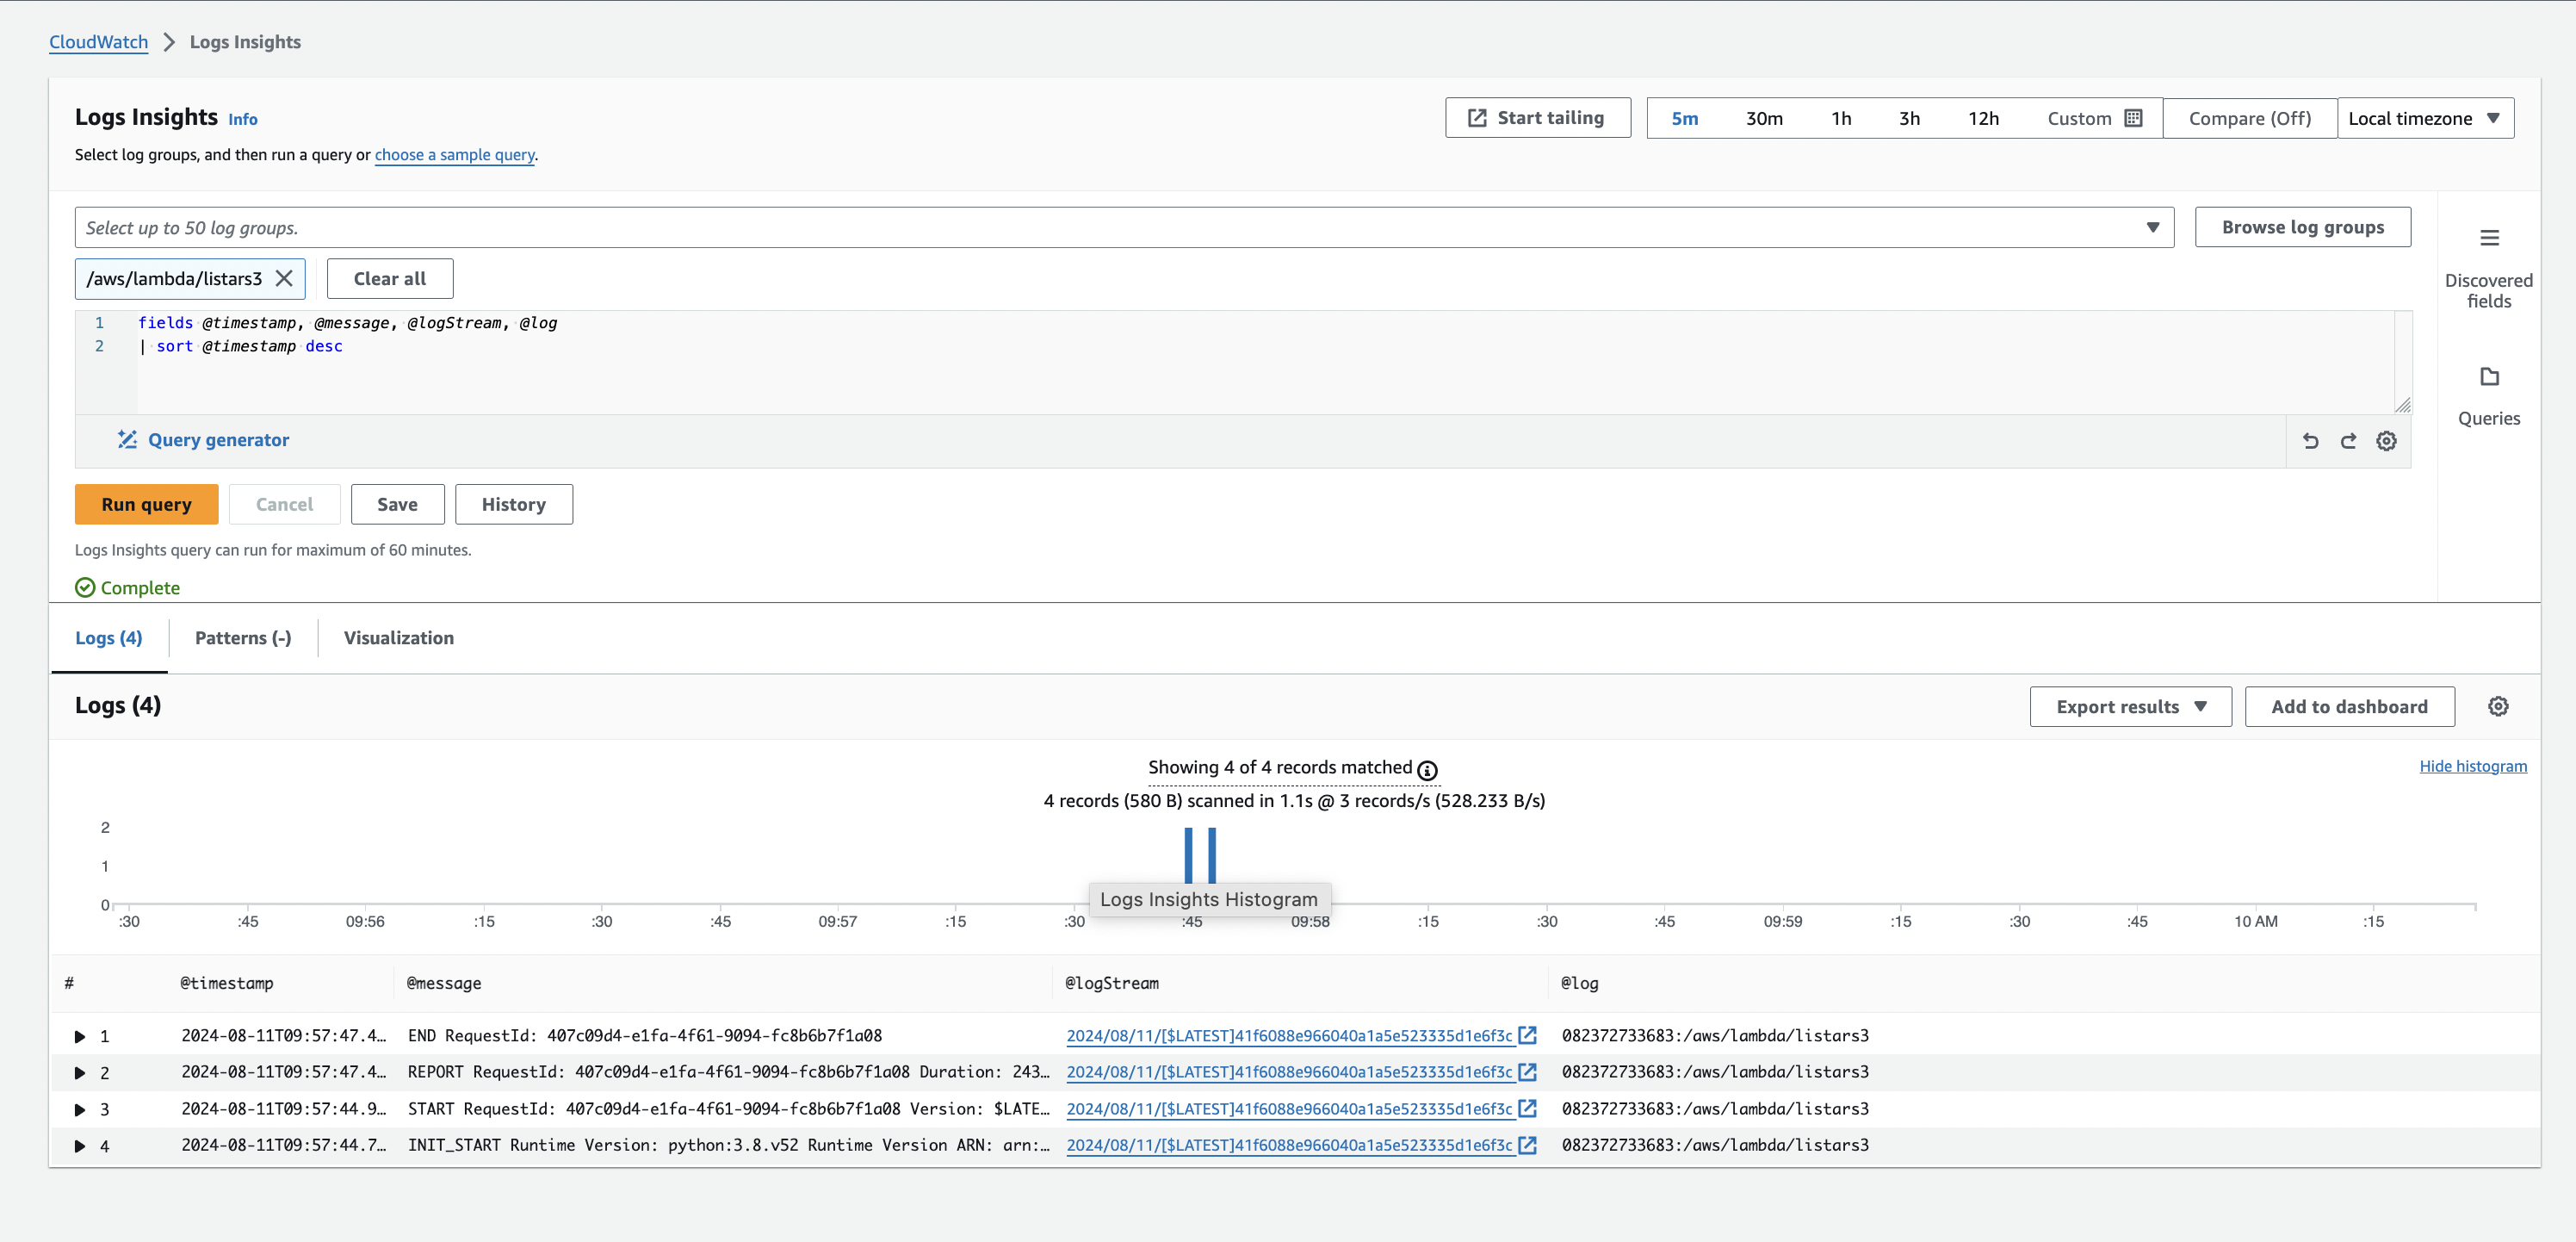 CloudWatch > Logs Insights
Logs Insights Info
Start tailing 5m 30m 1h 3h 12h Custom Compare (Off) Local timezone
Select log groups, and then run a query or choose a sample query.
Select up to 50 log groups.
Browse log groups
/aws/lambda/listars3 Clear all
Discovered
fields
1 fields @timestamp, @message, @logStream, @log
2 | sort @timestamp desc
Queries
Query generator
Run query Cancel Save History
Logs Insights query can run for maximum of 60 minutes.
Complete
Logs (4) Patterns (-) Visualization
Logs (4)
Export results Add to dashboard
Showing 4 of 4 records matched
Hide histogram
4 records (580 B) scanned in 1.1s @ 3 records/s (528.233 B/s)
2
1
0
Logs Insights Histogram
:30 :45 09:56 :15 :30 :45 09:57 :15 :30 :45 09:58 :15 :30 :45 09:59 :15 :30 :45 10 AM :15
# @timestamp @message @logStream @log
1 2024-08-11T09:57:47.4… END RequestId: 407c09d4-e1fa-4f61-9094-fc8b6b7f1a08 2024/08/11/[$LATEST]41f6088e966040a1a5e523335d1e6f3c 082372733683:/aws/lambda/listars3
2 2024-08-11T09:57:47.4… REPORT RequestId: 407c09d4-e1fa-4f61-9094-fc8b6b7f1a08 Duration: 243… 2024/08/11/[$LATEST]41f6088e966040a1a5e523335d1e6f3c 082372733683:/aws/lambda/listars3
3 2024-08-11T09:57:44.9… START RequestId: 407c09d4-e1fa-4f61-9094-fc8b6b7f1a08 Version: $LATE… 2024/08/11/[$LATEST]41f6088e966040a1a5e523335d1e6f3c 082372733683:/aws/lambda/listars3
4 2024-08-11T09:57:44.7… INIT_START Runtime Version: python:3.8.v52 Runtime Version ARN: arn:… 2024/08/11/[$LATEST]41f6088e966040a1a5e523335d1e6f3c 082372733683:/aws/lambda/listars3